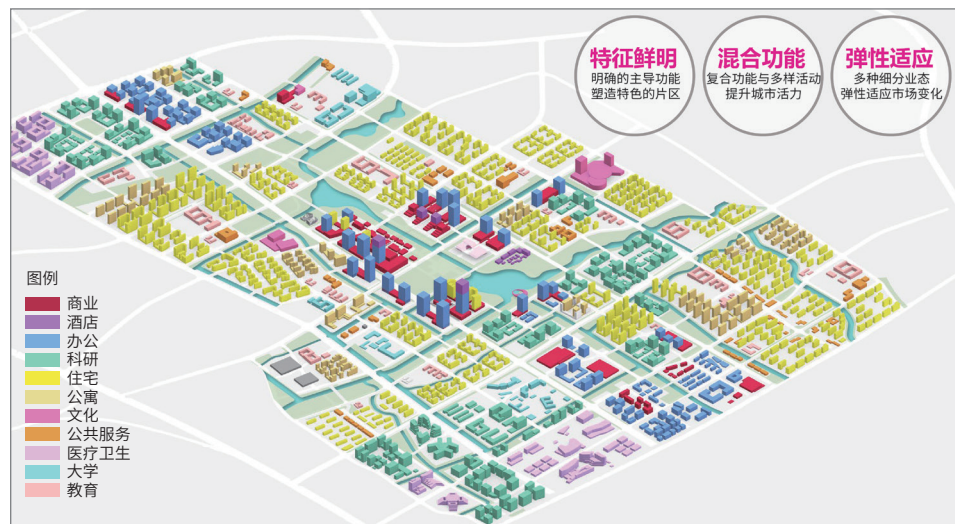 特征鲜明
明确的主导功能
塑造特色的片区
混合功能
复合功能与多样活动
提升城市活力
弹性适应
多种细分业态
弹性适应市场变化
图例
商业
酒店
办公
科研
住宅
公寓
文化
公共服务
医疗卫生
大学
教育